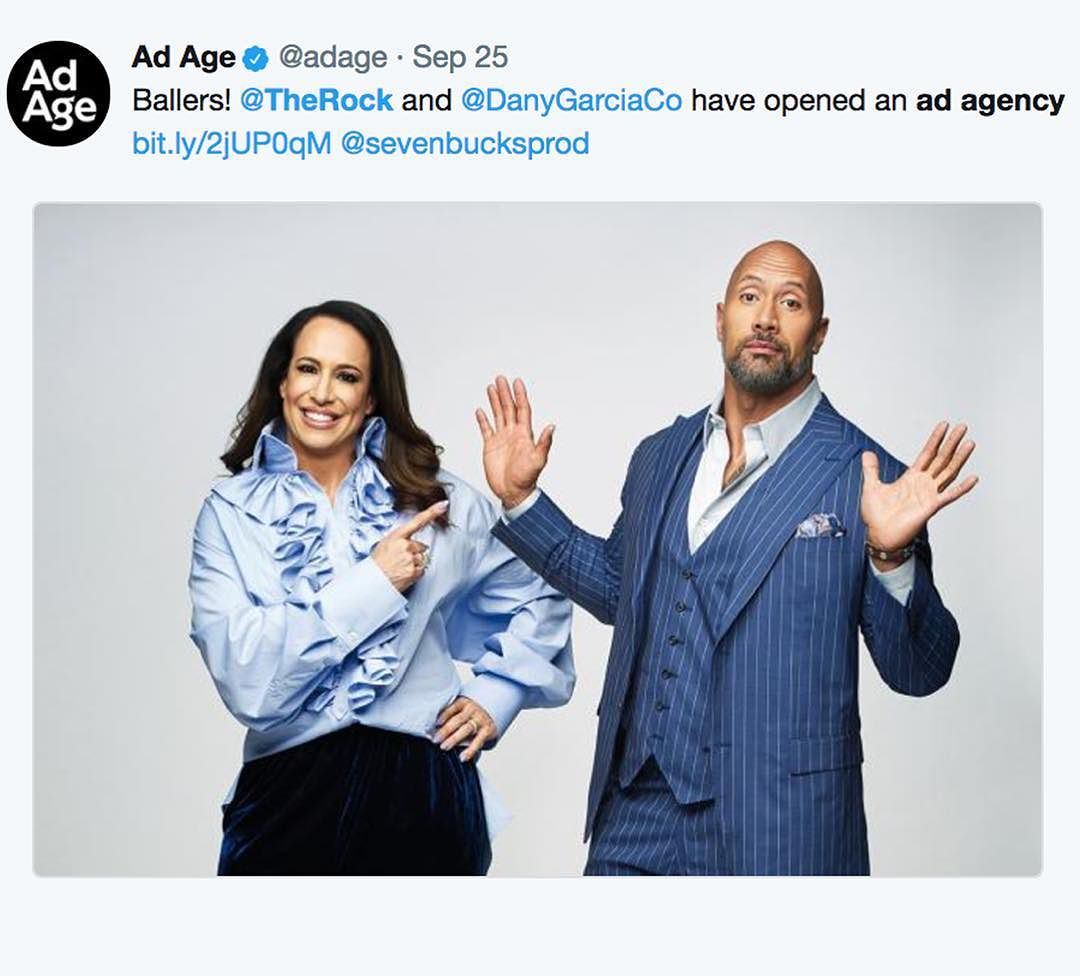 Ad
Age
Ad Age @adage · Sep 25
Ballers! @TheRock and @DanyGarciaCo have opened an ad agency
bit.ly/2jUP0qM @sevenbucksprod